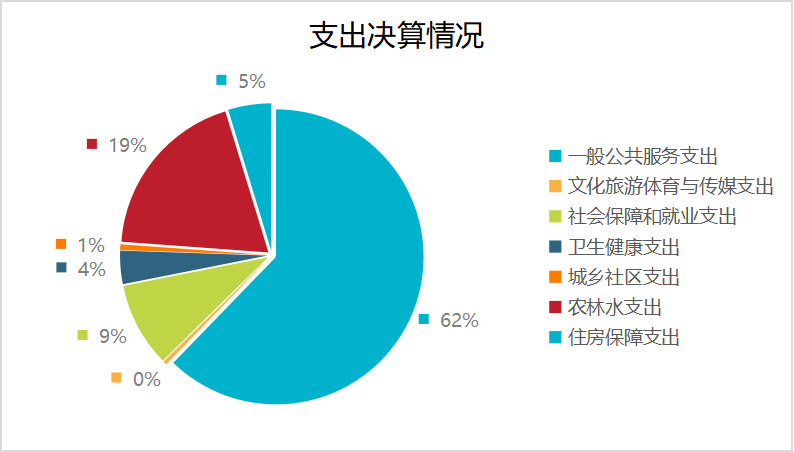 支出决算情况
5%
19%
1%
4%
9%
0%
62%
一般公共服务支出
文化旅游体育与传媒支出
社会保障和就业支出
卫生健康支出
城乡社区支出
农林水支出
住房保障支出